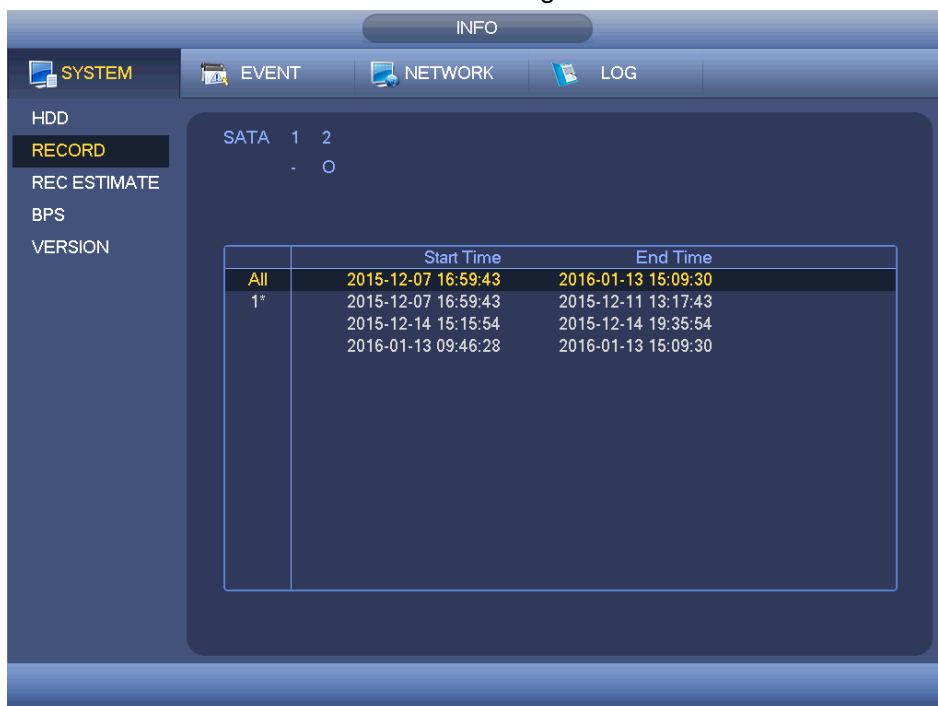 INFO
SYSTEM EVENT NETWORK LOG
HDD
RECORD
REC ESTIMATE
BPS
VERSION
SATA 1 2
- O
Start Time End Time
All 2015-12-07 16:59:43 2016-01-13 15:09:30
1* 2015-12-07 16:59:43 2015-12-11 13:17:43
2015-12-14 15:15:54 2015-12-14 19:35:54
2016-01-13 09:46:28 2016-01-13 15:09:30